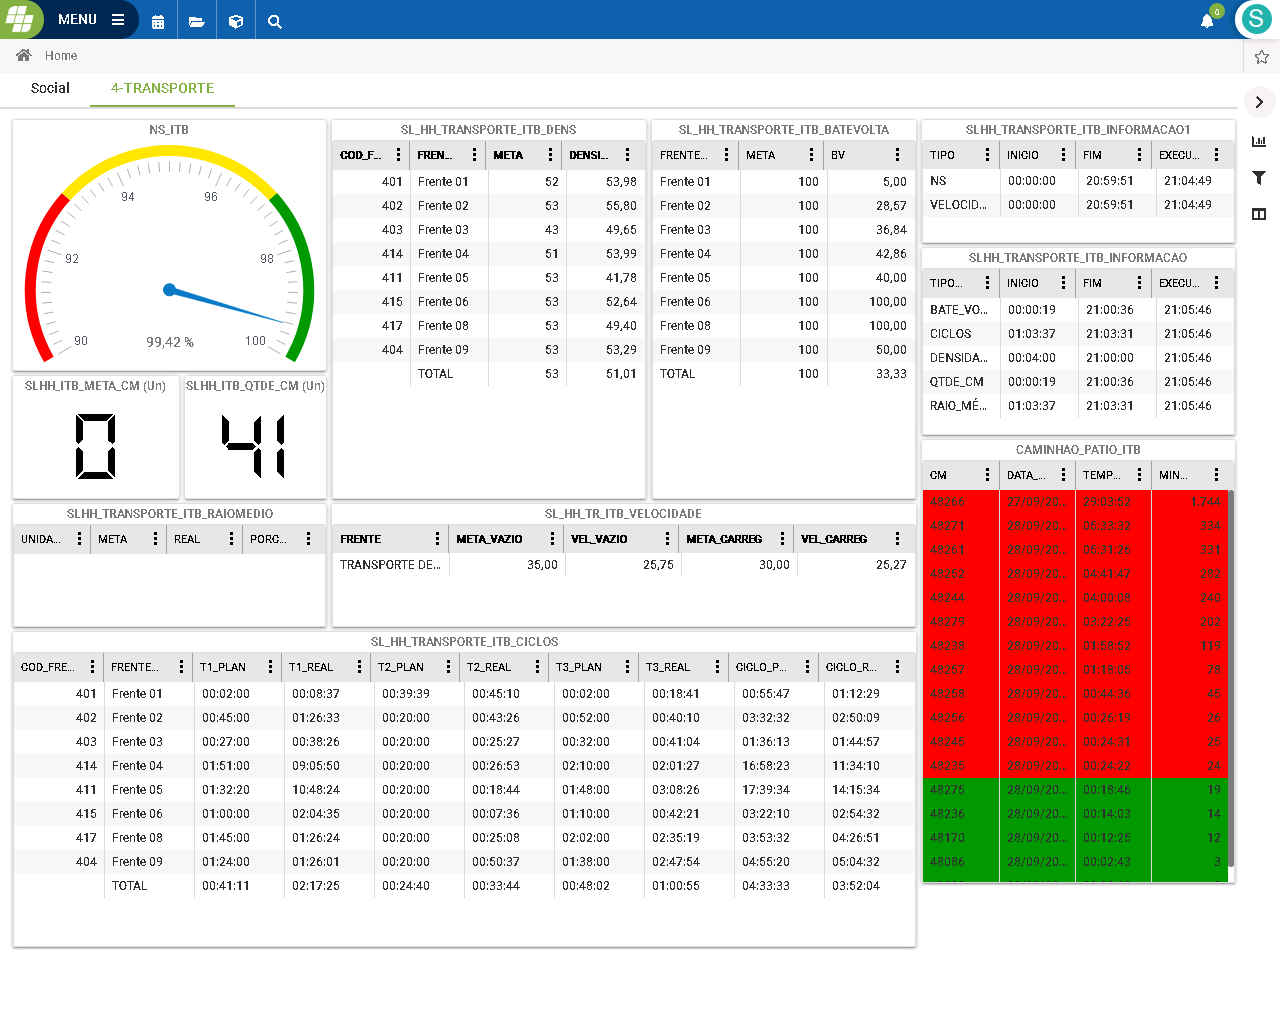 MENU
0
S
Home
Social
4-TRANSPORTE
NS_ITB
90
92
94
96
98
100
99,42 %
SLHH_ITB_META_CM (Un)
0
SLHH_ITB_QTDE_CM (Un)
41
SL_HH_TRANSPORTE_ITB_DENS
COD_F... FREN... META DENSI...
401 Frente 01 52 53,98
402 Frente 02 53 55,80
403 Frente 03 43 49,65
414 Frente 04 51 53,99
411 Frente 05 53 41,78
415 Frente 06 53 52,64
417 Frente 08 53 49,40
404 Frente 09 53 53,29
TOTAL 53 51,01
SL_HH_TRANSPORTE_ITB_BATEVOLTA
FRENTE... META BV
Frente 01 100 5,00
Frente 02 100 28,57
Frente 03 100 36,84
Frente 04 100 42,86
Frente 05 100 40,00
Frente 06 100 100,00
Frente 08 100 100,00
Frente 09 100 50,00
TOTAL 100 33,33
SLHH_TRANSPORTE_ITB_INFORMACAO1
TIPO INICIO FIM EXECU...
NS 00:00:00 20:59:51 21:04:49
VELOCID... 00:00:00 20:59:51 21:04:49
SLHH_TRANSPORTE_ITB_INFORMACAO
TIPO... INICIO FIM EXECU...
BATE_VO... 00:00:19 21:00:36 21:05:46
CICLOS 01:03:37 21:03:31 21:05:46
DENSIDA... 00:04:00 21:00:00 21:05:46
QTDE_CM 00:00:19 21:00:36 21:05:46
RAIO_MÉ... 01:03:37 21:03:31 21:05:46
SLHH_TRANSPORTE_ITB_RAIOMEDIO
UNIDA... META REAL PORC...
SL_HH_TR_ITB_VELOCIDADE
FRENTE META_VAZIO VEL_VAZIO META_CARREG VEL_CARREG
TRANSPORTE DE... 35,00 25,75 30,00 25,27
CAMINHAO_PATIO_ITB
CM DATA_... TEMP... MIN...
48266 27/09/20... 29:03:52 1.744
48271 28/09/20... 05:33:32 334
48261 28/09/20... 05:31:26 331
48252 28/09/20... 04:41:47 282
48244 28/09/20... 04:00:08 240
48279 28/09/20... 03:22:25 202
48238 28/09/20... 01:58:52 119
48257 28/09/20... 01:18:05 78
48258 28/09/20... 00:44:36 45
48256 28/09/20... 00:26:19 26
48245 28/09/20... 00:24:31 25
48235 28/09/20... 00:24:22 24
48275 28/09/20... 00:18:46 19
48236 28/09/20... 00:14:03 14
48170 28/09/20... 00:12:25 12
48086 28/09/20... 00:02:43 3
SL_HH_TRANSPORTE_ITB_CICLOS
COD_FRE... FRENTE... T1_PLAN T1_REAL T2_PLAN T2_REAL T3_PLAN T3_REAL CICLO_P... CICLO_R...
401 Frente 01 00:02:00 00:08:37 00:39:39 00:45:10 00:02:00 00:18:41 00:55:47 01:12:29
402 Frente 02 00:45:00 01:26:33 00:20:00 00:43:26 00:52:00 00:40:10 03:32:32 02:50:09
403 Frente 03 00:27:00 00:38:26 00:20:00 00:25:27 00:32:00 00:41:04 01:36:13 01:44:57
414 Frente 04 01:51:00 09:05:50 00:20:00 00:26:53 02:10:00 02:01:27 16:58:23 11:34:10
411 Frente 05 01:32:20 10:48:24 00:20:00 00:18:44 01:48:00 03:08:26 17:39:34 14:15:34
415 Frente 06 01:00:00 02:04:35 00:20:00 00:07:36 01:10:00 00:42:21 03:22:10 02:54:32
417 Frente 08 01:45:00 01:26:24 00:20:00 00:25:08 02:02:00 02:35:19 03:53:32 04:26:51
404 Frente 09 01:24:00 01:26:01 00:20:00 00:50:37 01:38:00 02:47:54 04:55:20 05:04:32
TOTAL 00:41:11 02:17:25 00:24:40 00:33:44 00:48:02 01:00:55 04:33:33 03:52:04